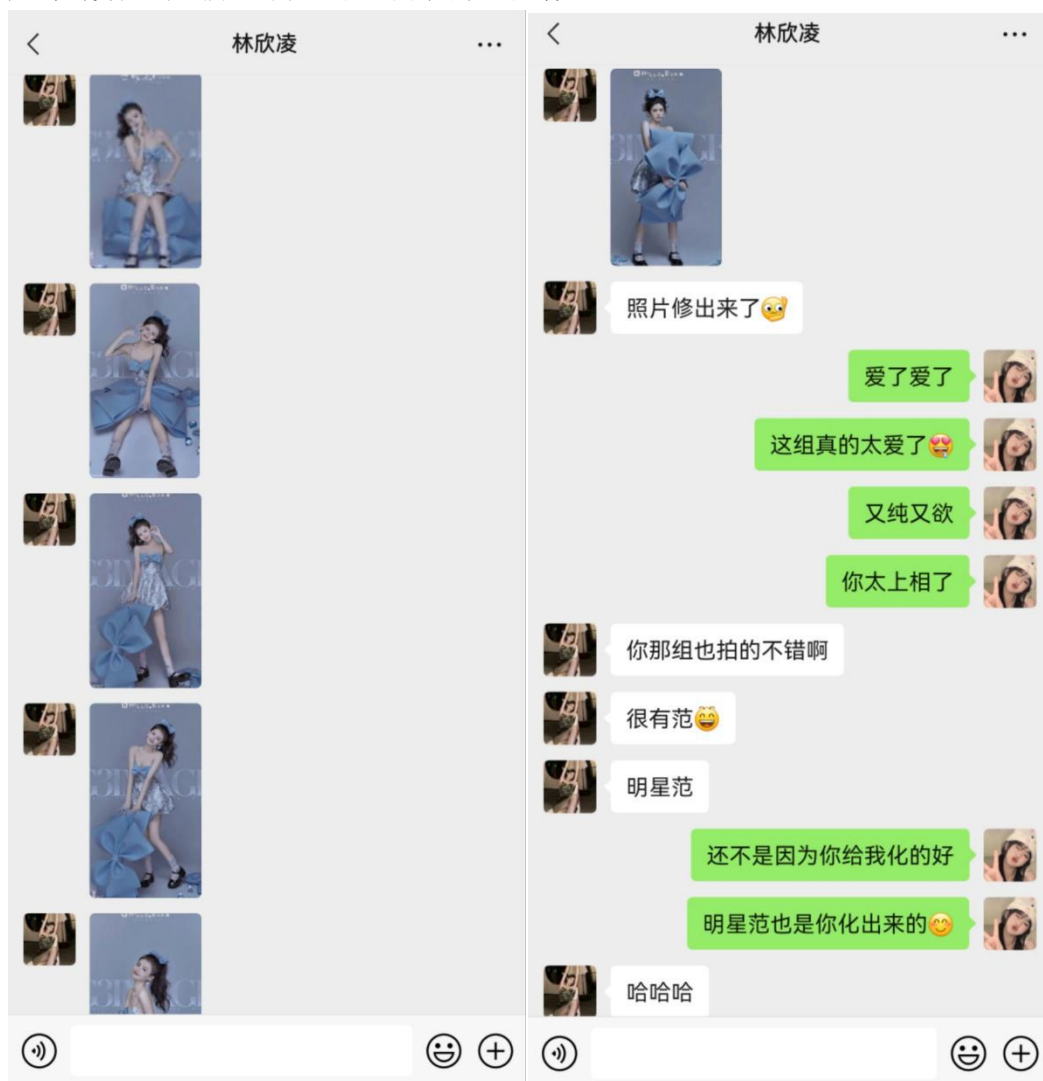 林欣凌
林欣凌
照片修出来了
爱了爱了
这组真的太爱了
又纯又欲
你太上相了
你那组也拍的不错啊
很有范
明星范
还不是因为你给我化的好
明星范也是你化出来的
哈哈哈